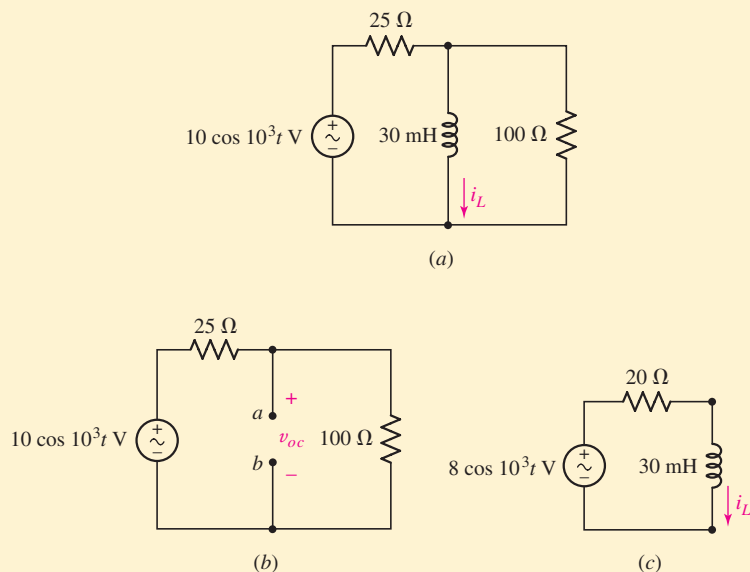 25 Ω
10 cos 10³t V
30 mH
100 Ω
i_L
(a)
25 Ω
10 cos 10³t V
a
+
v_oc
b
−
100 Ω
(b)
20 Ω
8 cos 10³t V
30 mH
i_L
(c)